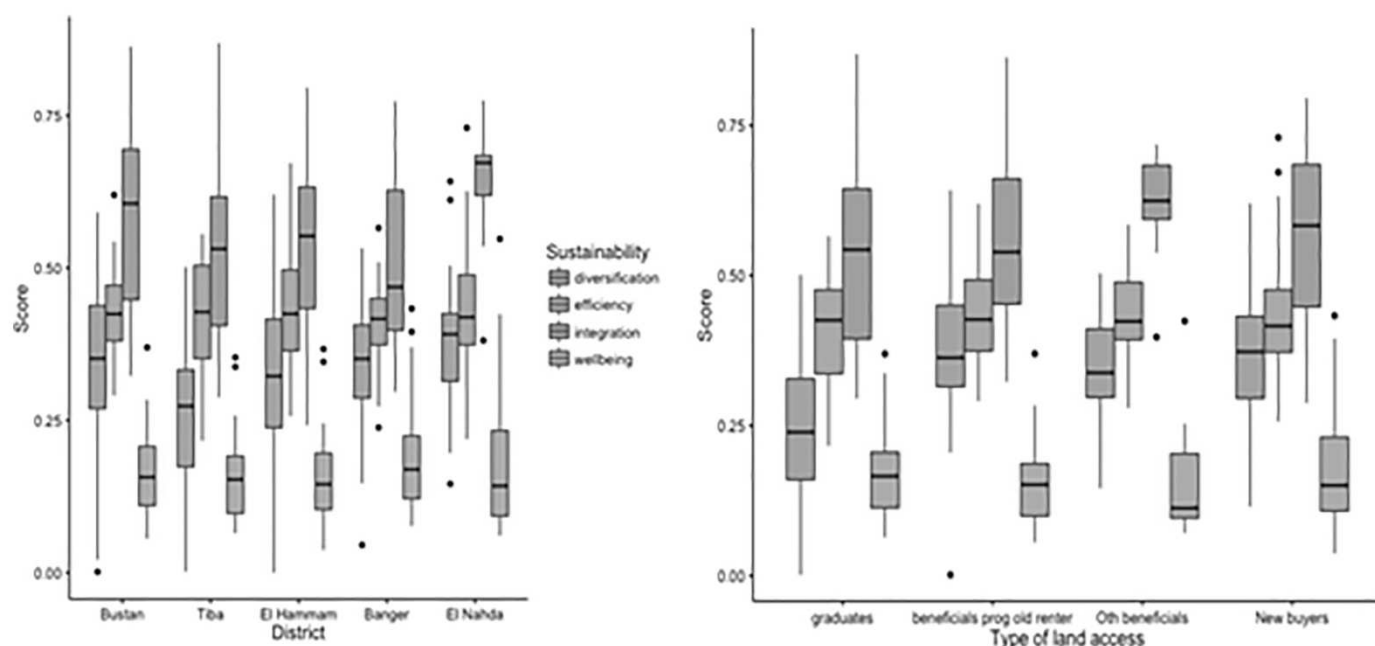 0.75
0.50
0.25
0.00
Score
Bustan Tiba El Hammam Banger El Nahda
District
Sustainability
diversification
efficiency
integration
wellbeing
0.75
0.50
0.25
0.00
Score
graduates beneficials prog old renter Oth beneficials New buyers
Type of land access